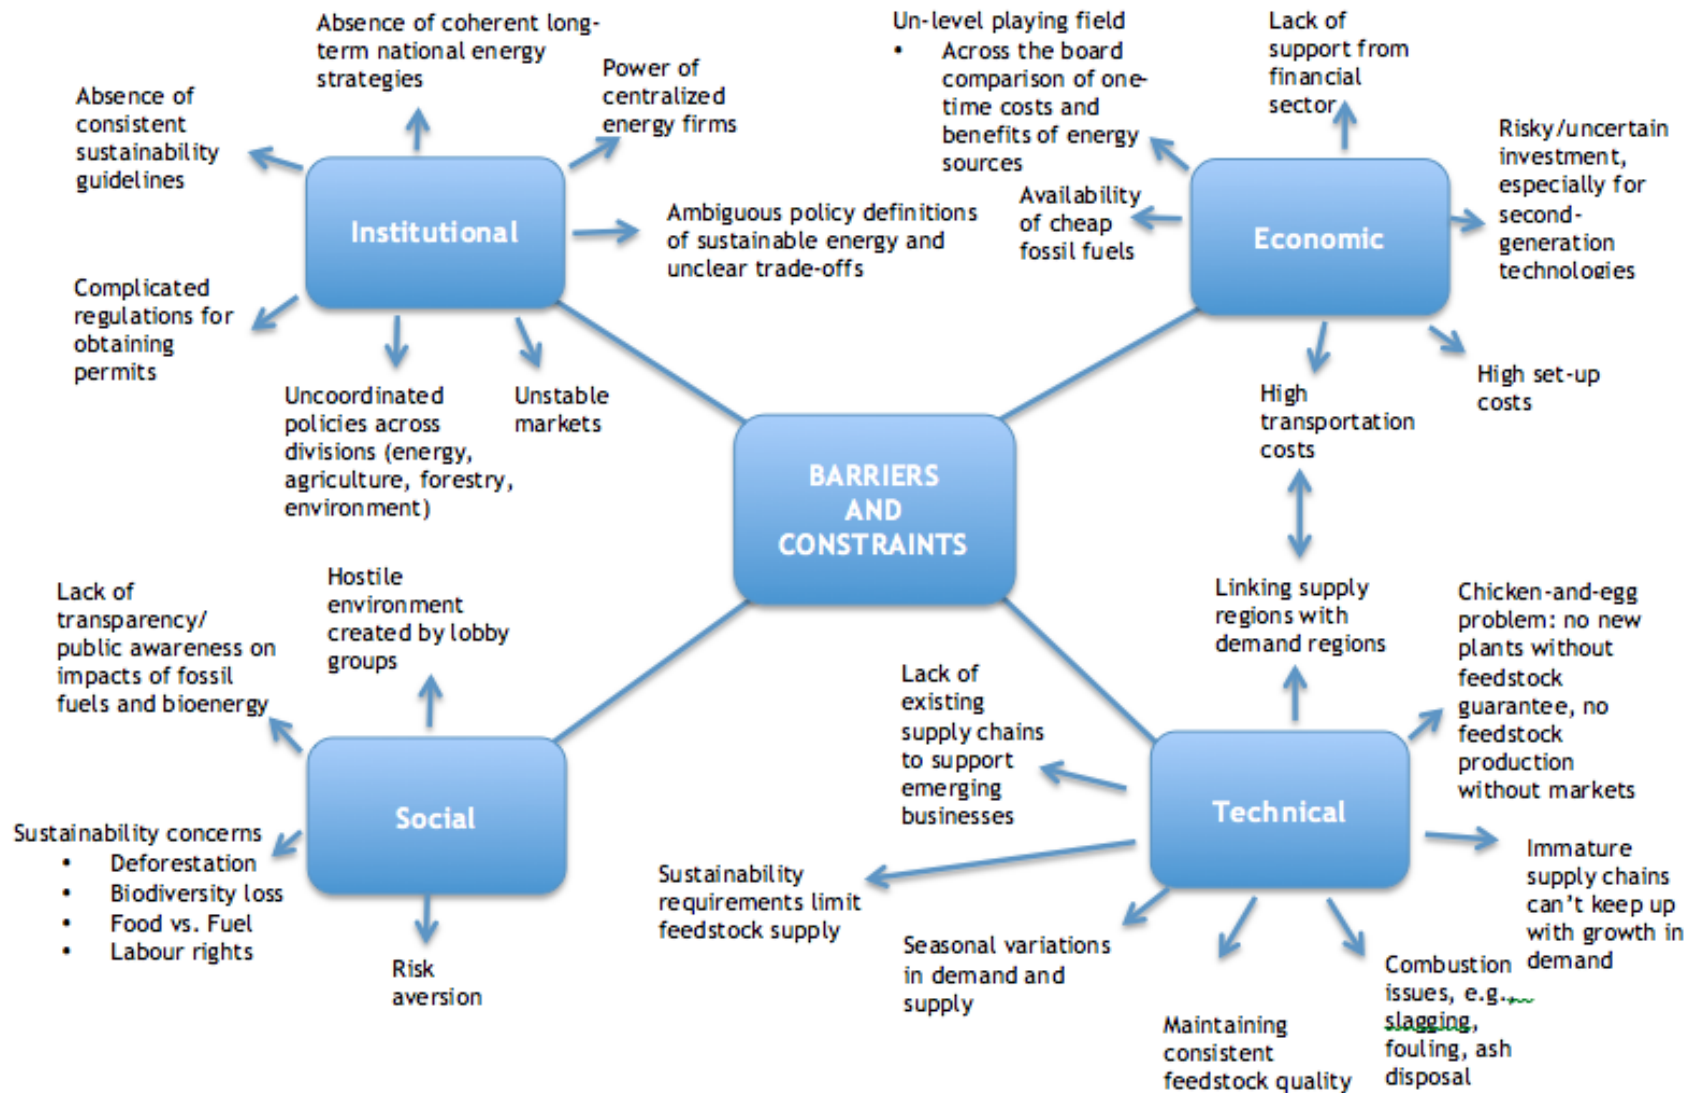 Absence of coherent long-
term national energy
strategies
Power of
centralized
energy firms
Absence of
consistent
sustainability
guidelines
Institutional
Ambiguous policy definitions
of sustainable energy and
unclear trade-offs
Complicated
regulations for
obtaining
permits
Uncoordinated
policies across
divisions (energy,
agriculture, forestry,
environment)
Unstable
markets
Un-level playing field
• Across the board
comparison of one-
time costs and
benefits of energy
sources
Lack of
support from
financial
sector
Risky/uncertain
investment,
especially for
second-
generation
technologies
Availability
of cheap
fossil fuels
Economic
High set-up
costs
High
transportation
costs
BARRIERS
AND
CONSTRAINTS
Lack of
transparency/
public awareness on
impacts of fossil
fuels and bioenergy
Hostile
environment
created by lobby
groups
Social
Sustainability concerns
• Deforestation
• Biodiversity loss
• Food vs. Fuel
• Labour rights
Risk
aversion
Linking supply
regions with
demand regions
Chicken-and-egg
problem: no new
plants without
feedstock
guarantee, no
feedstock
production
without markets
Lack of
existing
supply chains
to support
emerging
businesses
Technical
Sustainability
requirements limit
feedstock supply
Seasonal variations
in demand and
supply
Maintaining
consistent
feedstock quality
Combustion
issues, e.g.,
slagging,
fouling, ash
disposal
Immature
supply chains
can't keep up
with growth in
demand